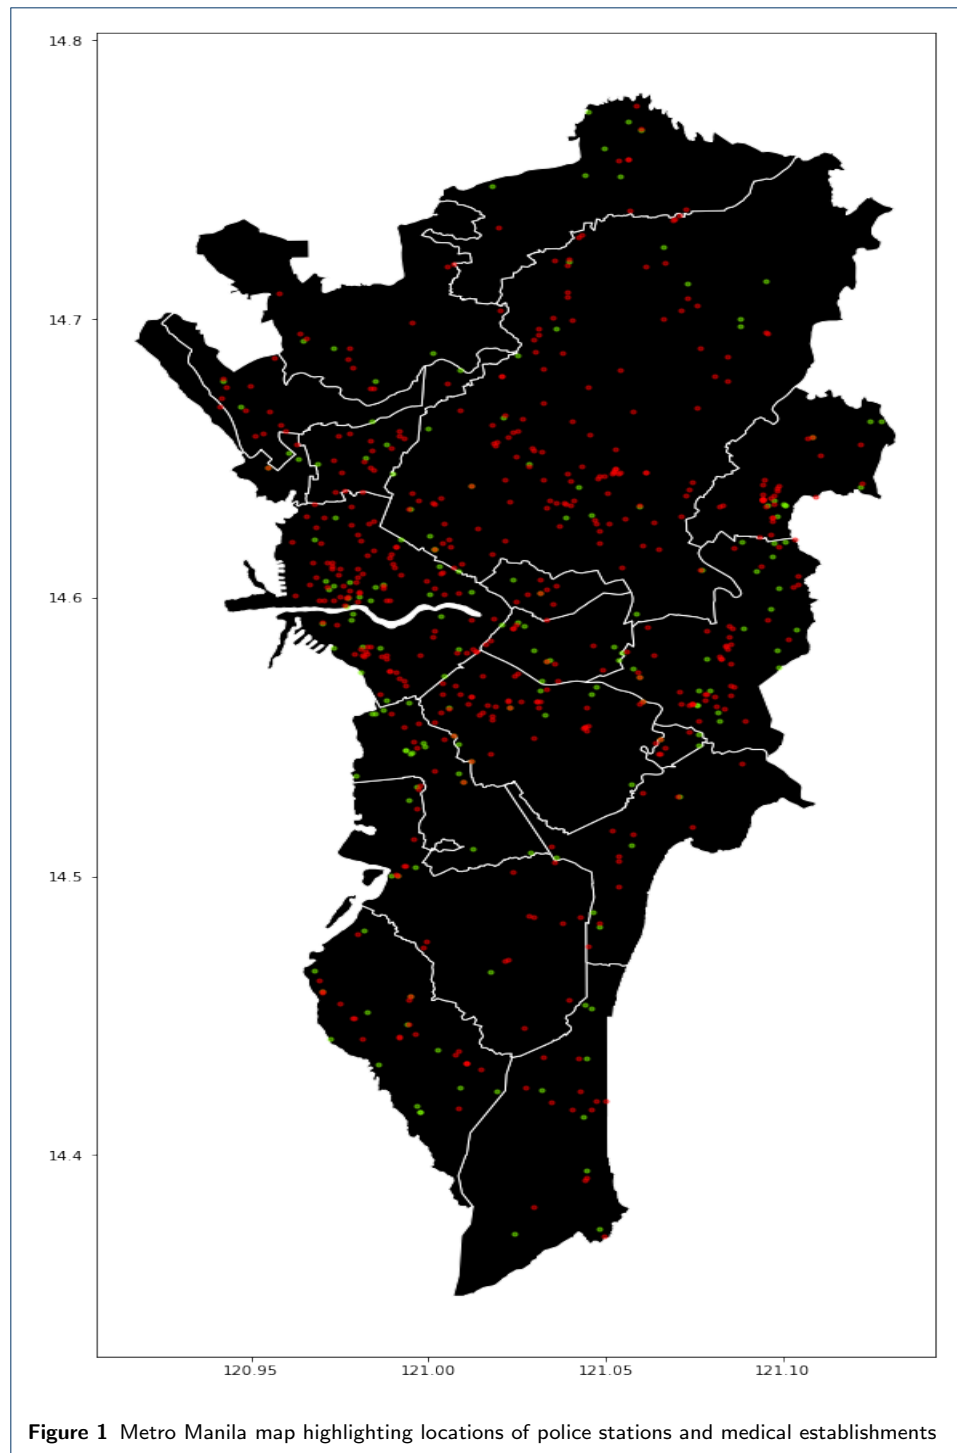 14.8
14.7
14.6
14.5
14.4
120.95 121.00 121.05 121.10
Figure 1 Metro Manila map highlighting locations of police stations and medical establishments